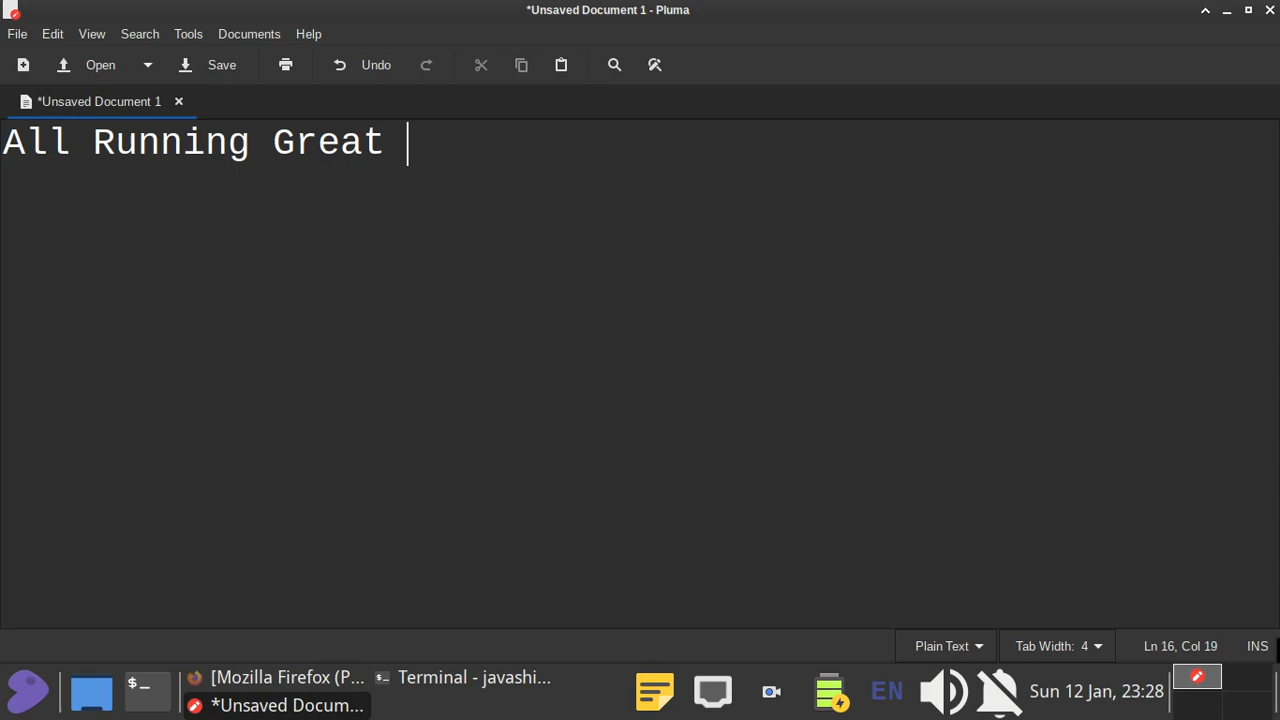 *Unsaved Document 1 - Pluma
File Edit View Search Tools Documents Help
Open Save Undo
*Unsaved Document 1
All Running Great
Plain Text Tab Width: 4 Ln 16, Col 19 INS
[Mozilla Firefox (P... Terminal - javashi...
*Unsaved Docum...
EN Sun 12 Jan, 23:28